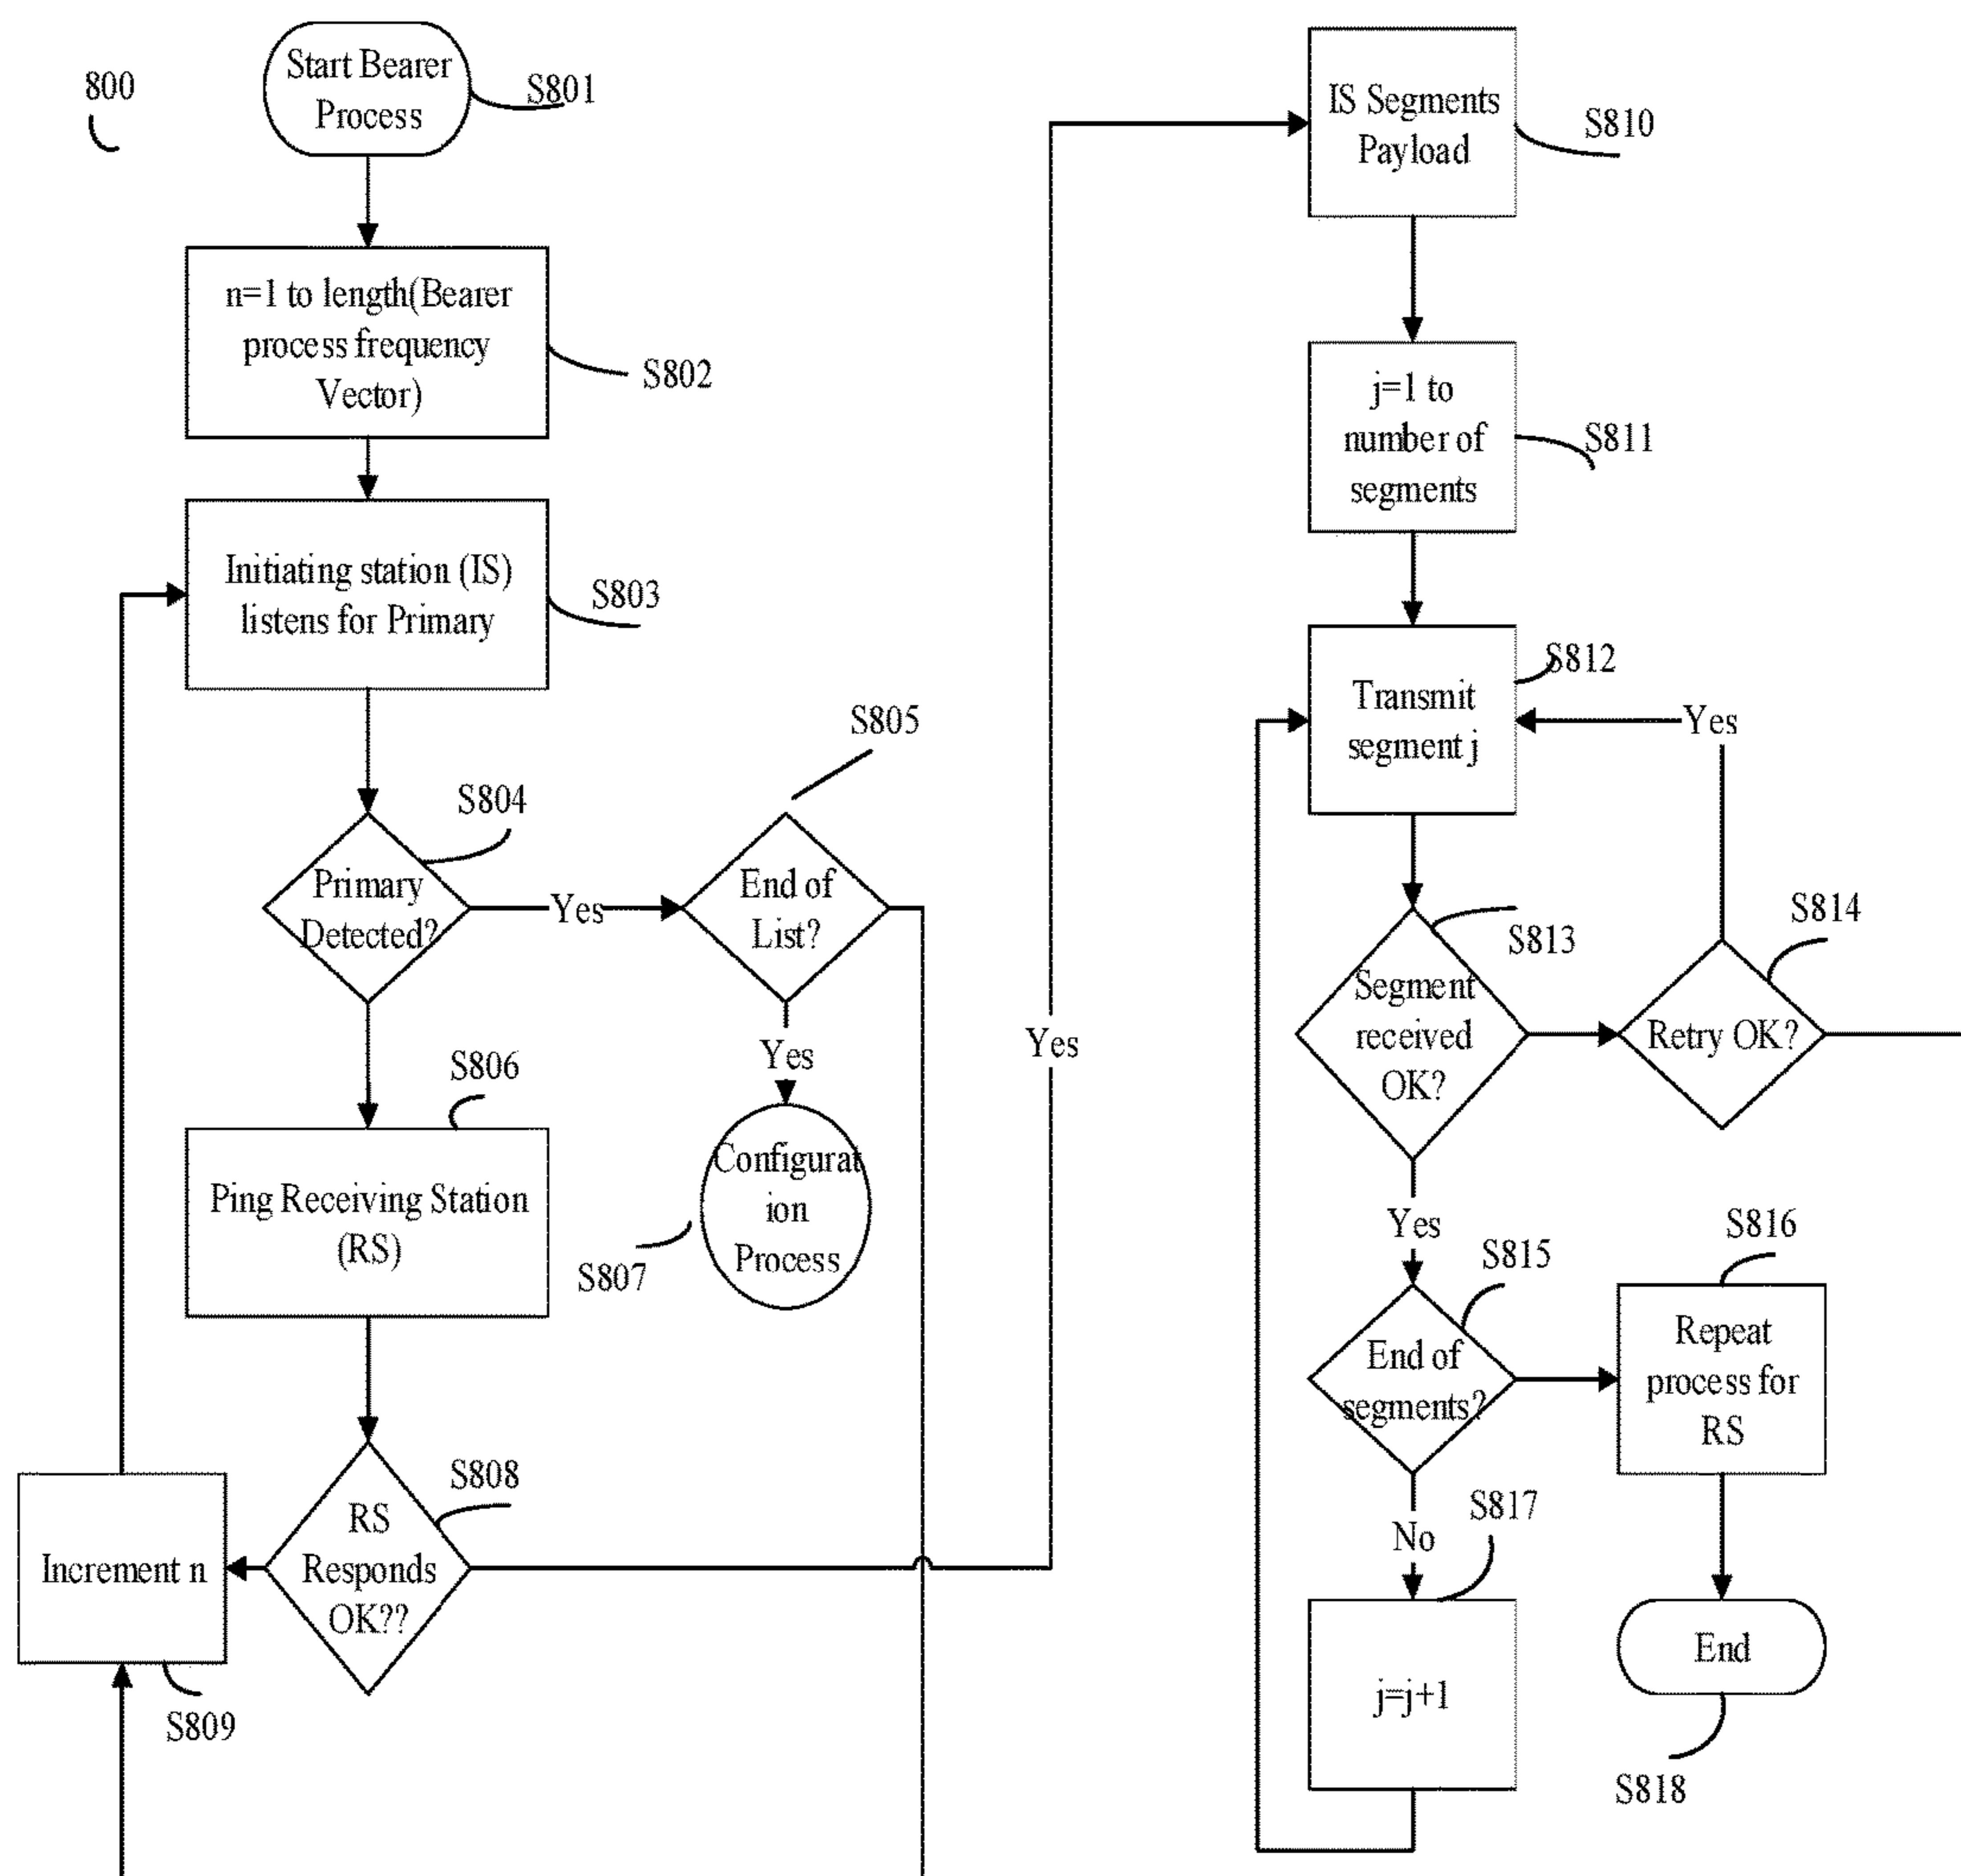 800
Start Bearer
Process
S801
n=1 to length(Bearer
process frequency
Vector)
S802
Initiating station (IS)
listens for Primary
S803
S804
Primary
Detected?
Yes
S805
End of
List?
Yes
S806
Ping Receiving Station
(RS)
Configurat
ion
Process
S807
S808
RS
Responds
OK??
Increment n
S809
Yes
IS Segments
Payload
S810
j=1 to
number of
segments
S811
S812
Transmit
segment j
Yes
S813
Segment
received
OK?
S814
Retry OK?
Yes
S815
End of
segments?
S816
Repeat
process for
RS
No
S817
j=j+1
End
S818